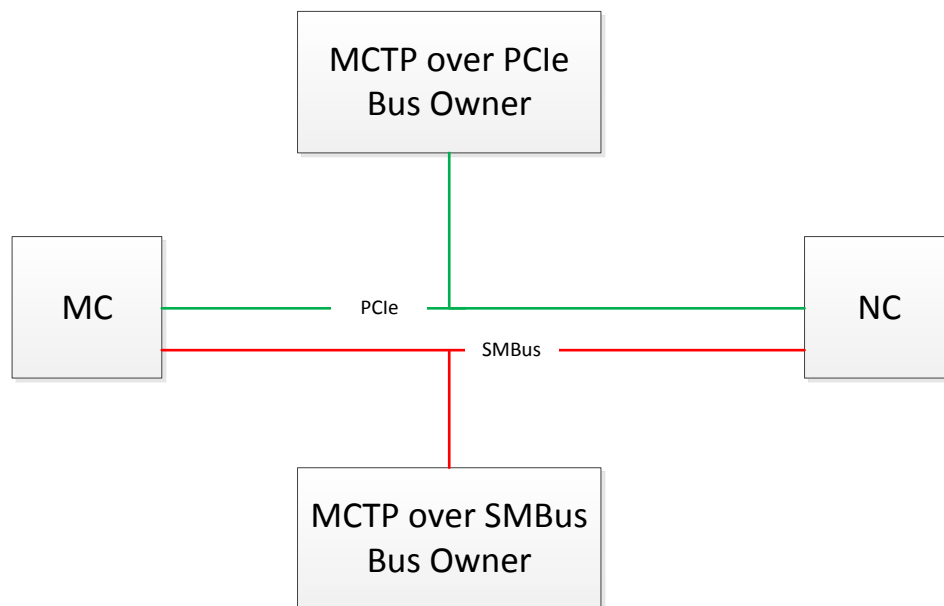 MCTP over PCIe
Bus Owner
MC
PCIe
NC
SMBus
MCTP over SMBus
Bus Owner